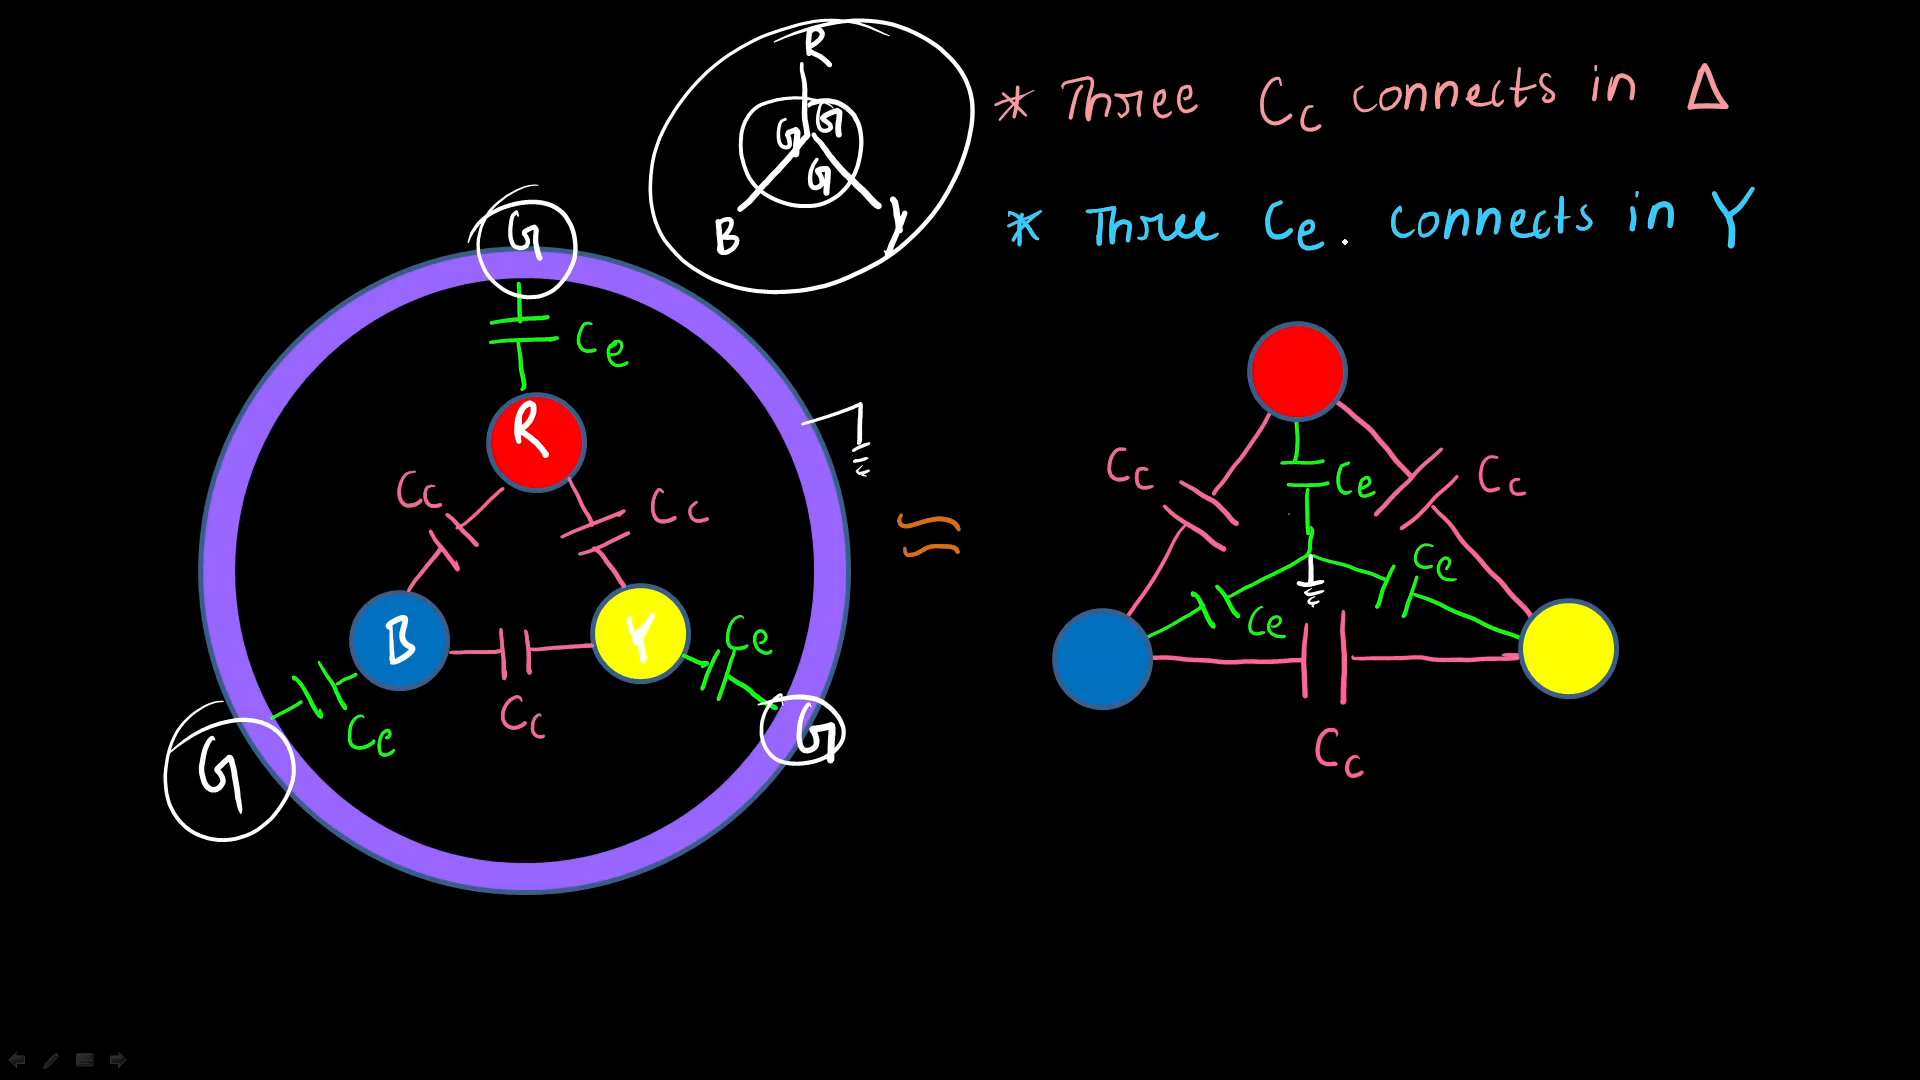 R
G G
G
B Y
* Three Cc connects in Δ
* Three Ce. connects in Y
G
Ce
R
Cc Cc
B Y
Ce
Cc
Ce
G
G
≈
Cc Ce Cc
Ce
Ce
Cc